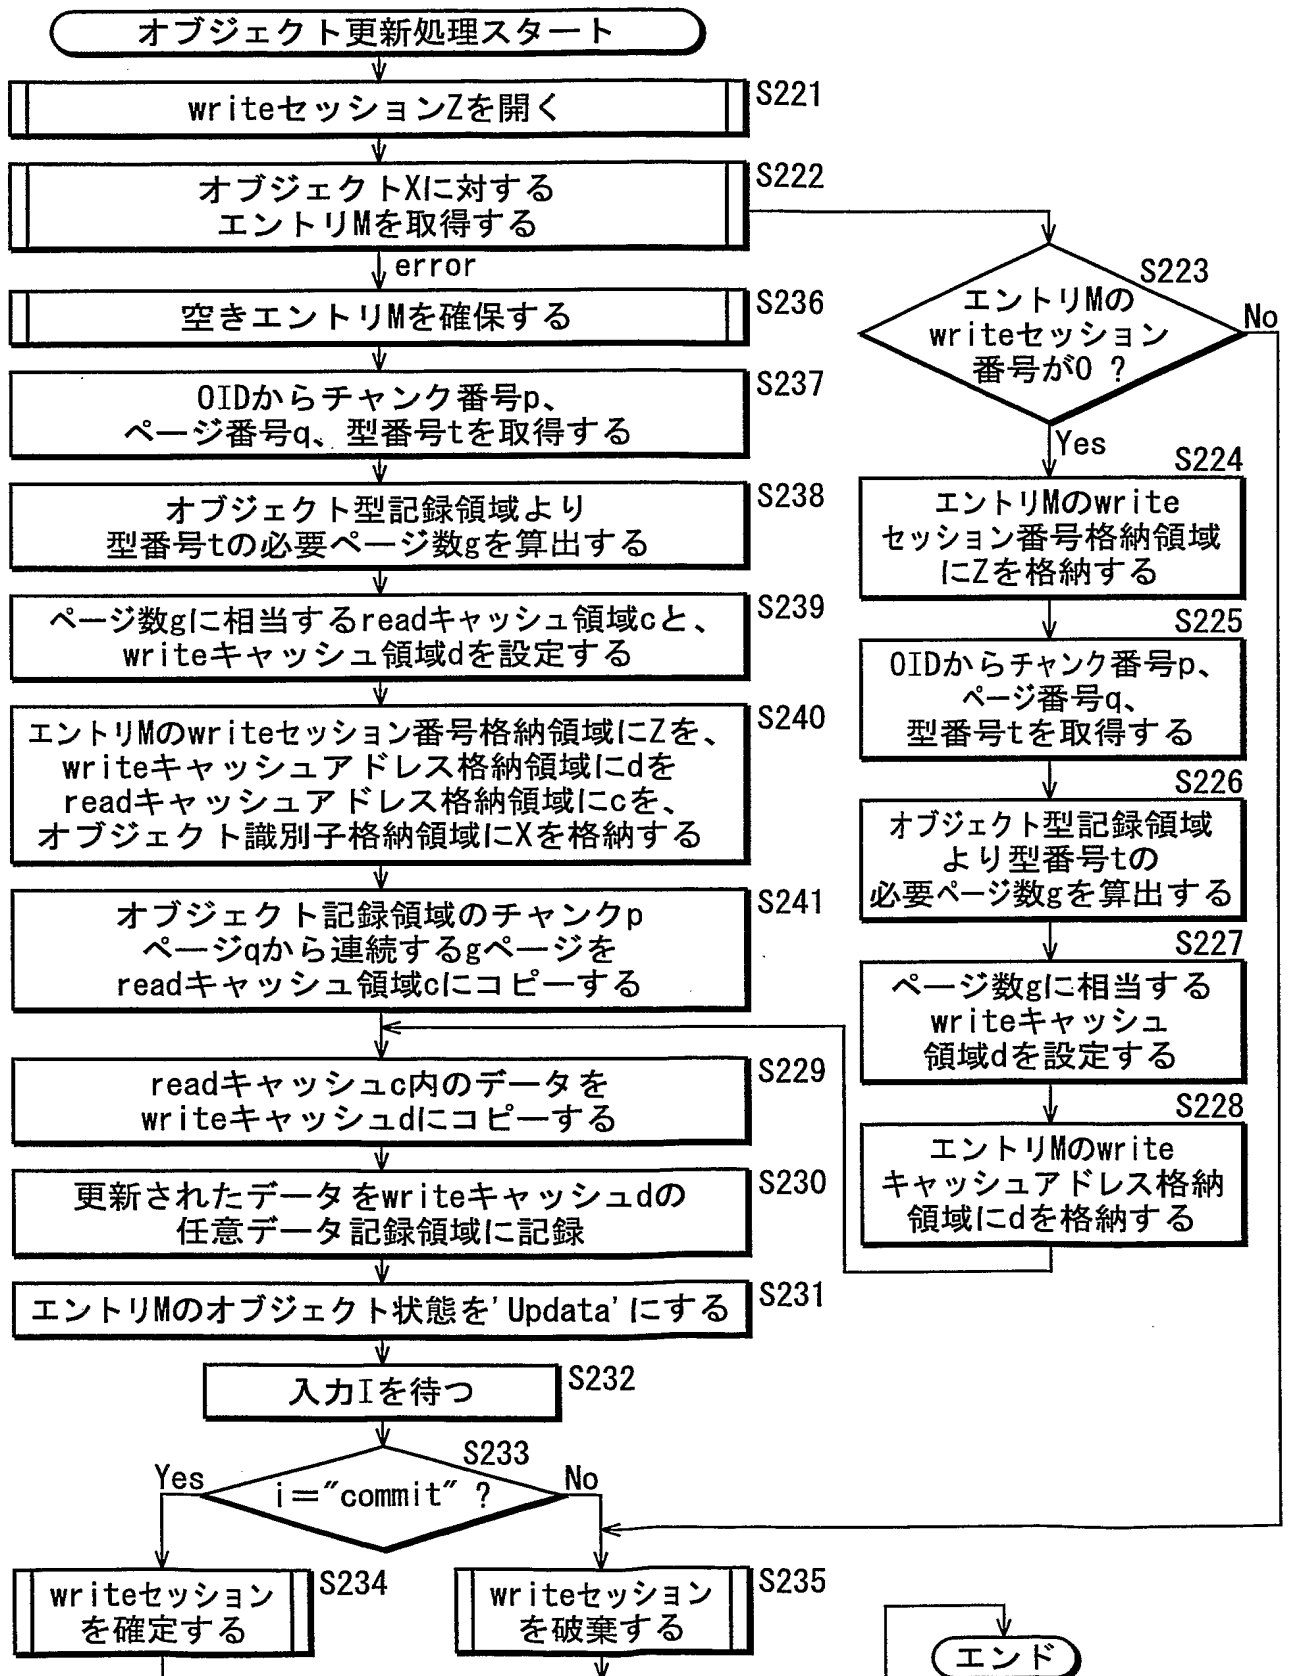 オブジェクト更新処理スタート
S221
writeセッションZを開く
S222
オブジェクトXに対する
エントリMを取得する
error
S236
空きエントリMを確保する
S237
OIDからチャンク番号p、
ページ番号q、型番号tを取得する
S238
オブジェクト型記録領域より
型番号tの必要ページ数gを算出する
S239
ページ数gに相当するreadキャッシュ領域cと、
writeキャッシュ領域dを設定する
S240
エントリMのwriteセッション番号格納領域にZを、
writeキャッシュアドレス格納領域にdを
readキャッシュアドレス格納領域にcを、
オブジェクト識別子格納領域にXを格納する
S241
オブジェクト記録領域のチャンクp
ページqから連続するgページを
readキャッシュ領域cにコピーする
S223
エントリMの
writeセッション
番号が0 ?
No
Yes
S224
エントリMのwrite
セッション番号格納領域
にZを格納する
S225
OIDからチャンク番号p、
ページ番号q、
型番号tを取得する
S226
オブジェクト型記録領域
より型番号tの
必要ページ数gを算出する
S227
ページ数gに相当する
writeキャッシュ
領域dを設定する
S228
エントリMのwrite
キャッシュアドレス格納
領域にdを格納する
S229
readキャッシュc内のデータを
writeキャッシュdにコピーする
S230
更新されたデータをwriteキャッシュdの
任意データ記録領域に記録
S231
エントリMのオブジェクト状態を'Updata'にする
S232
入力Iを待つ
S233
i="commit" ?
Yes
No
S234
writeセッション
を確定する
S235
writeセッション
を破棄する
エンド